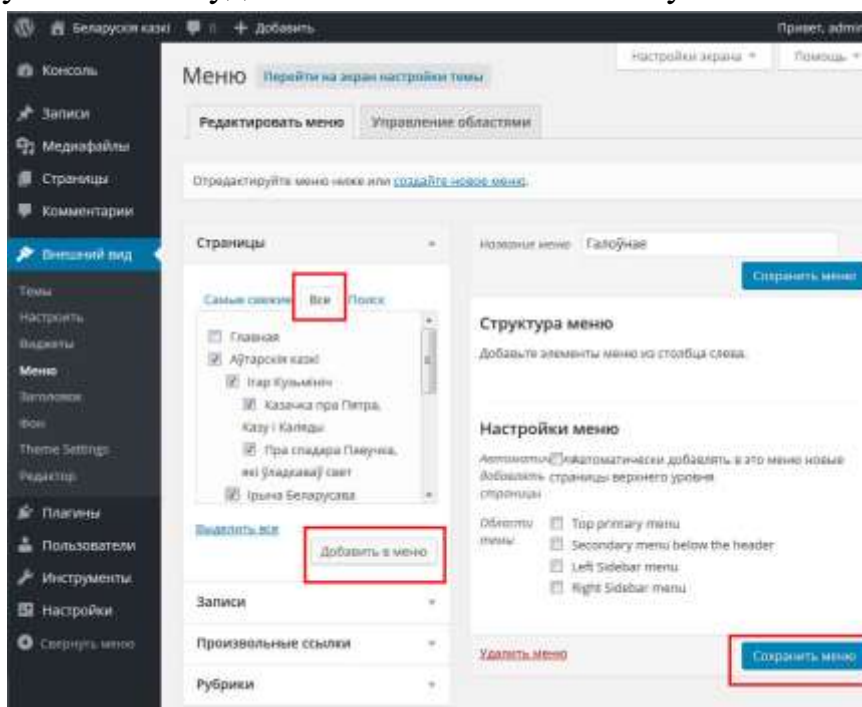 Беларускія казкі + Добавить Привет, admin
Настройки экрана Помощь
Консоль
Записи
Медиафайлы
Страницы
Комментарии
Внешний вид
Темы
Настроить
Виджеты
Меню
Заголовок
Фон
Theme Settings
Редактор
Плагины
Пользователи
Инструменты
Настройки
Свернуть меню
Меню Перейти на экран настройки темы
Редактировать меню Управление областями
Отредактируйте меню ниже или создайте новое меню.
Страницы
Самые свежие Все Поиск
Главная
Аўтарскія казкі
Ігар Кузьмініч
Казачка пра Пятра,
Казу і Каляды
Пра спадара Павучка,
які ўладкаваў свет
Ірына Беларусава
Выделить все
Добавить в меню
Записи
Произвольные ссылки
Рубрики
Название меню Галоўнае
Сохранить меню
Структура меню
Добавьте элементы меню из столбца слева.
Настройки меню
Автоматически добавлять в это меню новые
добавлять страницы верхнего уровня
страницы
Области темы
Top primary menu
Secondary menu below the header
Left Sidebar menu
Right Sidebar menu
Удалить меню
Сохранить меню